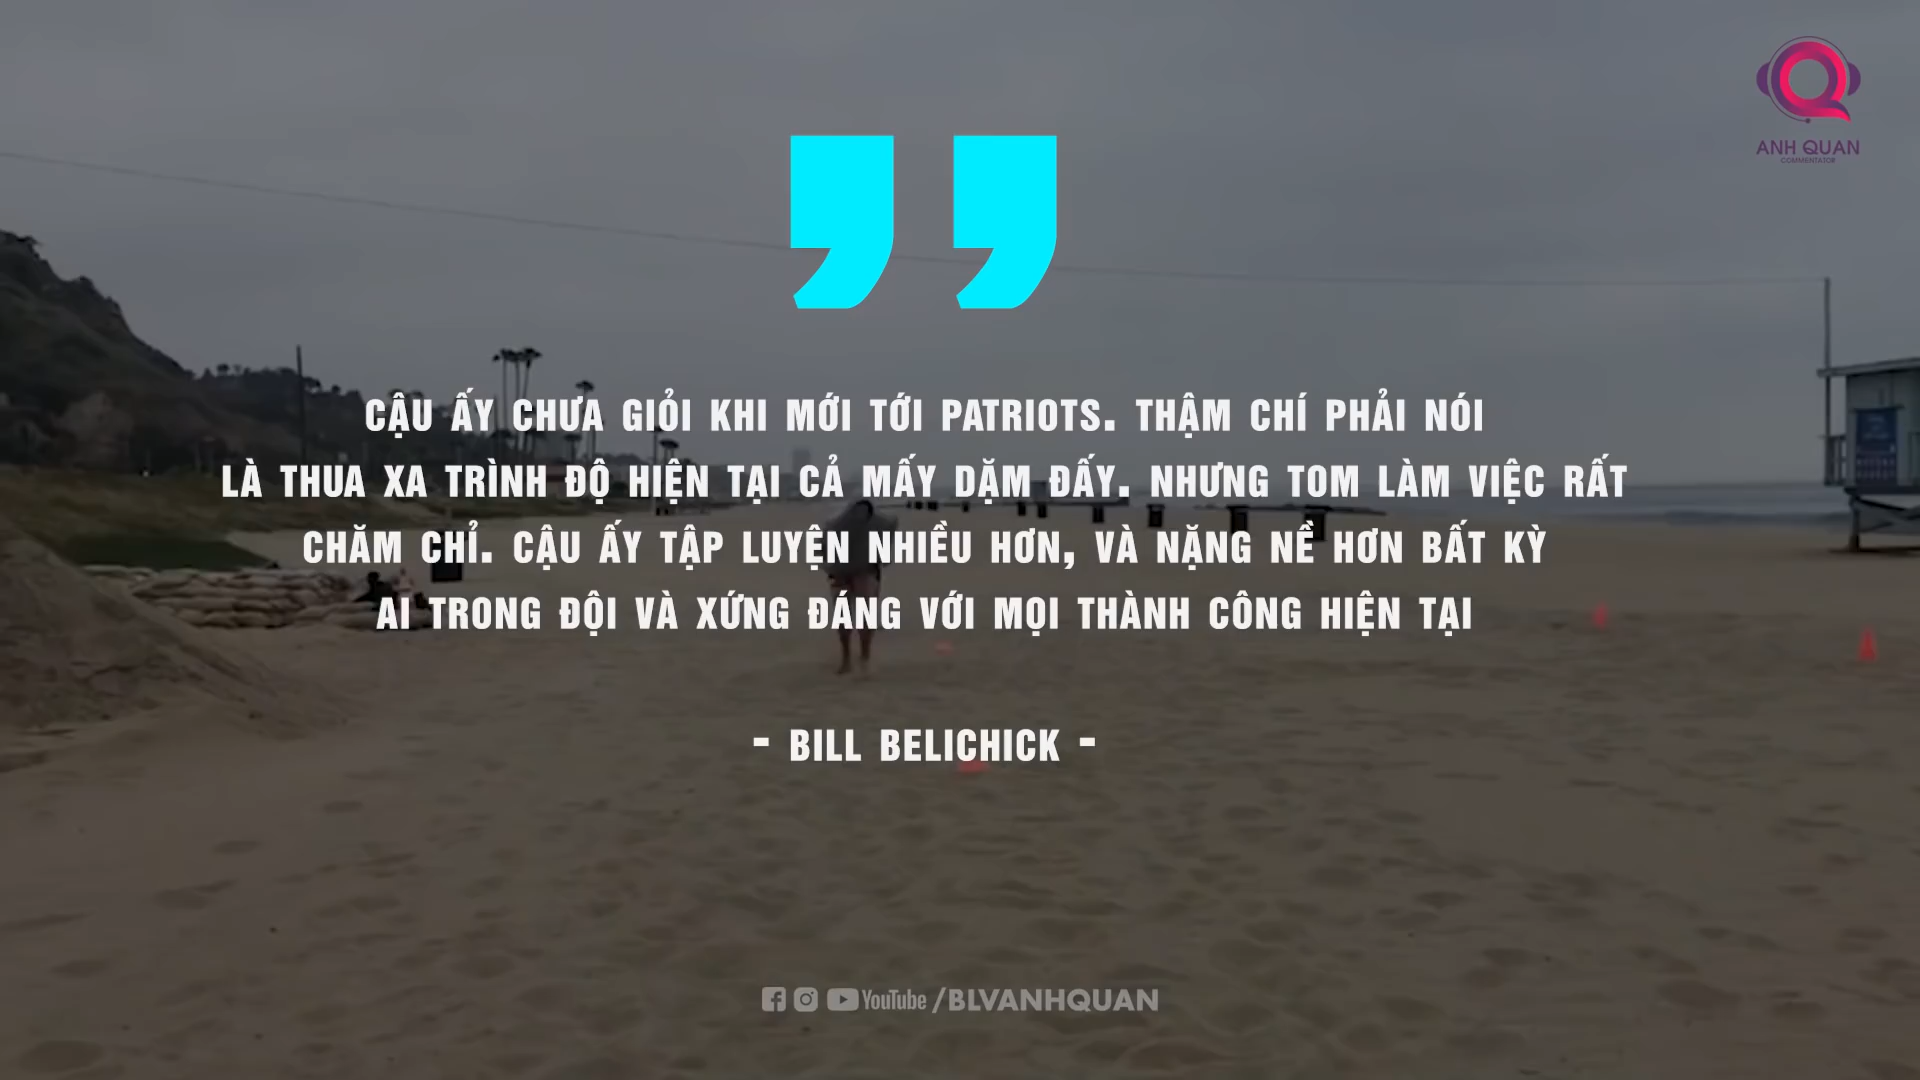 ANH QUAN
COMMENTATOR
CẬU ẤY CHƯA GIỎI KHI MỚI TỚI PATRIOTS. THẬM CHÍ PHẢI NÓI
LÀ THUA XA TRÌNH ĐỘ HIỆN TẠI CẢ MẤY DẶM ĐẤY. NHƯNG TOM LÀM VIỆC RẤT
CHĂM CHỈ. CẬU ẤY TẬP LUYỆN NHIỀU HƠN, VÀ NẶNG NỀ HƠN BẤT KỲ
AI TRONG ĐỘI VÀ XỨNG ĐÁNG VỚI MỌI THÀNH CÔNG HIỆN TẠI
- BILL BELICHICK -
YouTube /BLVANHQUAN